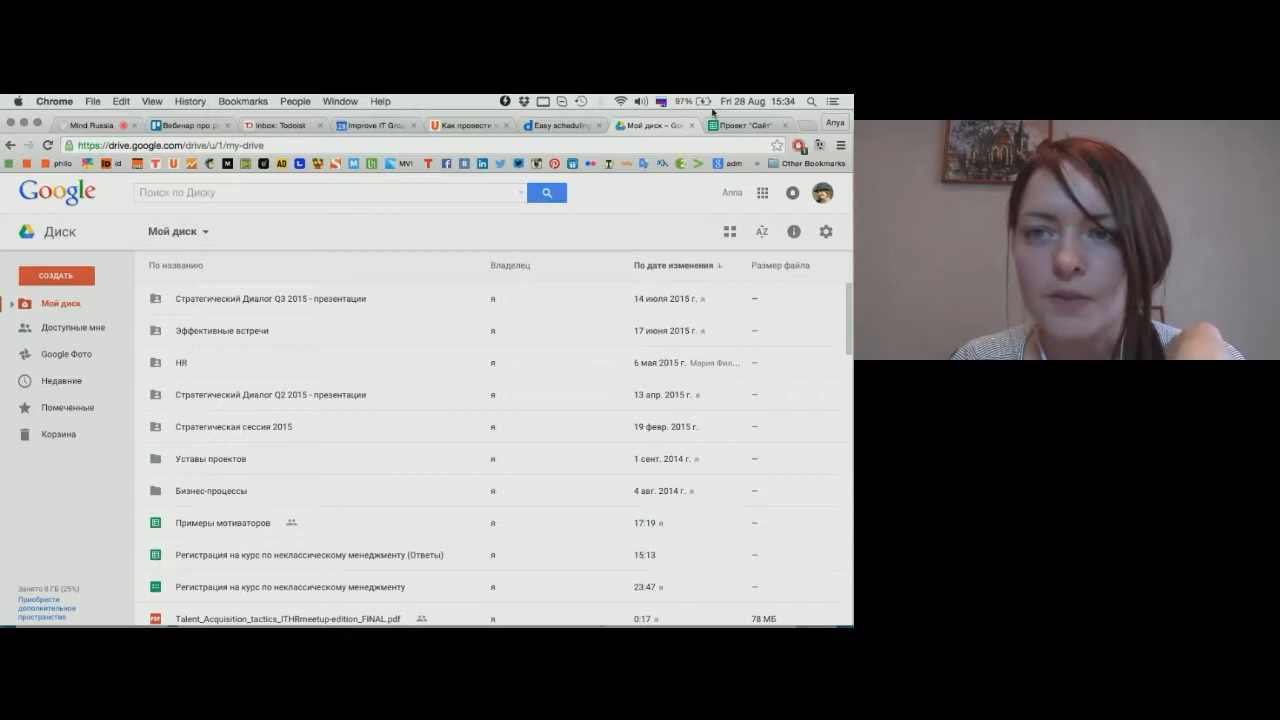 Chrome File Edit View History Bookmarks People Window Help 97% Fri 28 Aug 15:34
Mind Russia Вебинар про р Inbox: Todoist Improve IT Grou Как провести Easy scheduling Мой диск – Goo Проект "Сайт" Anya
https://drive.google.com/drive/u/1/my-drive
philo id MVI adm » Other Bookmarks
Google Поиск по Диску Anna
Диск Мой диск
СОЗДАТЬ
Мой диск
Доступные мне
Google Фото
Недавние
Помеченные
Корзина
Занято 8 ГБ (25%)
Приобрести
дополнительное
пространство
По названию Владелец По дате изменения ↓ Размер файла
Стратегический Диалог Q3 2015 - презентации я 14 июля 2015 г. я —
Эффективные встречи я 17 июня 2015 г. я —
HR я 6 мая 2015 г. Мария Фил... —
Стратегический Диалог Q2 2015 - презентации я 13 апр. 2015 г. я —
Стратегическая сессия 2015 я 19 февр. 2015 г. —
Уставы проектов я 1 сент. 2014 г. я —
Бизнес-процессы я 4 авг. 2014 г. я —
Примеры мотиваторов я 17:19 я —
Регистрация на курс по неклассическому менеджменту (Ответы) я 15:13 —
Регистрация на курс по неклассическому менеджменту я 23:47 я —
Talent_Acquisition_tactics_ITHRmeetup-edition_FINAL.pdf я 0:17 я 78 МБ